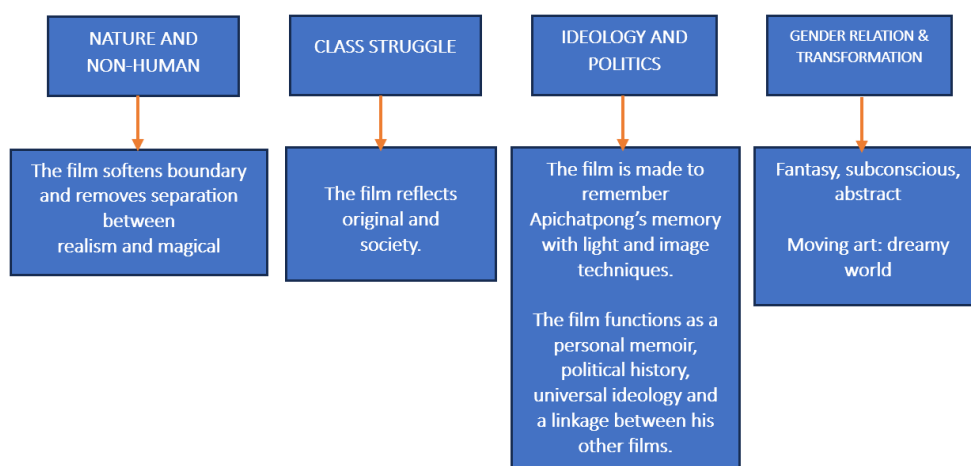 NATURE AND
NON-HUMAN
The film softens boundary
and removes separation
between
realism and magical
CLASS STRUGGLE
The film reflects
original and
society.
IDEOLOGY AND
POLITICS
The film is made to
remember
Apichatpong’s memory
with light and image
techniques.
The film functions as a
personal memoir,
political history,
universal ideology and
a linkage between his
other films.
GENDER RELATION &
TRANSFORMATION
Fantasy, subconscious,
abstract
Moving art: dreamy
world